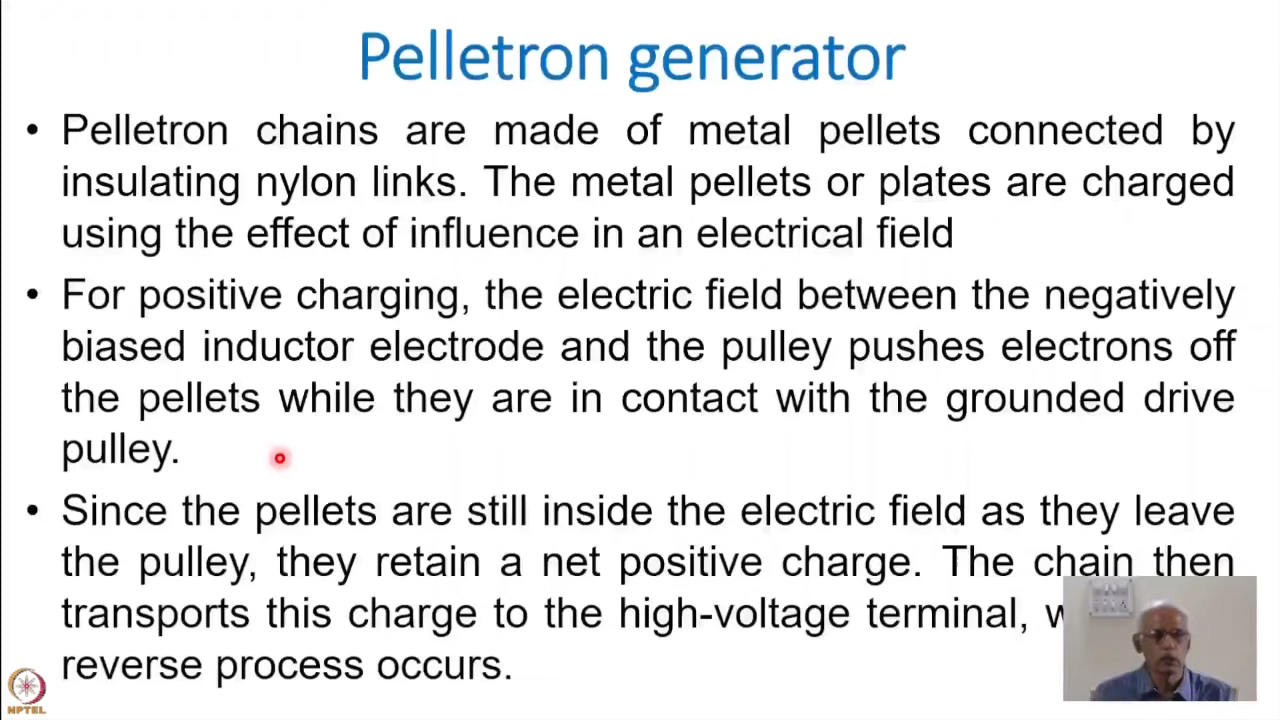 Pelletron generator
• Pelletron chains are made of metal pellets connected by
insulating nylon links. The metal pellets or plates are charged
using the effect of influence in an electrical field
• For positive charging, the electric field between the negatively
biased inductor electrode and the pulley pushes electrons off
the pellets while they are in contact with the grounded drive
pulley.
• Since the pellets are still inside the electric field as they leave
the pulley, they retain a net positive charge. The chain then
transports this charge to the high-voltage terminal,
reverse process occurs.
NPTEL